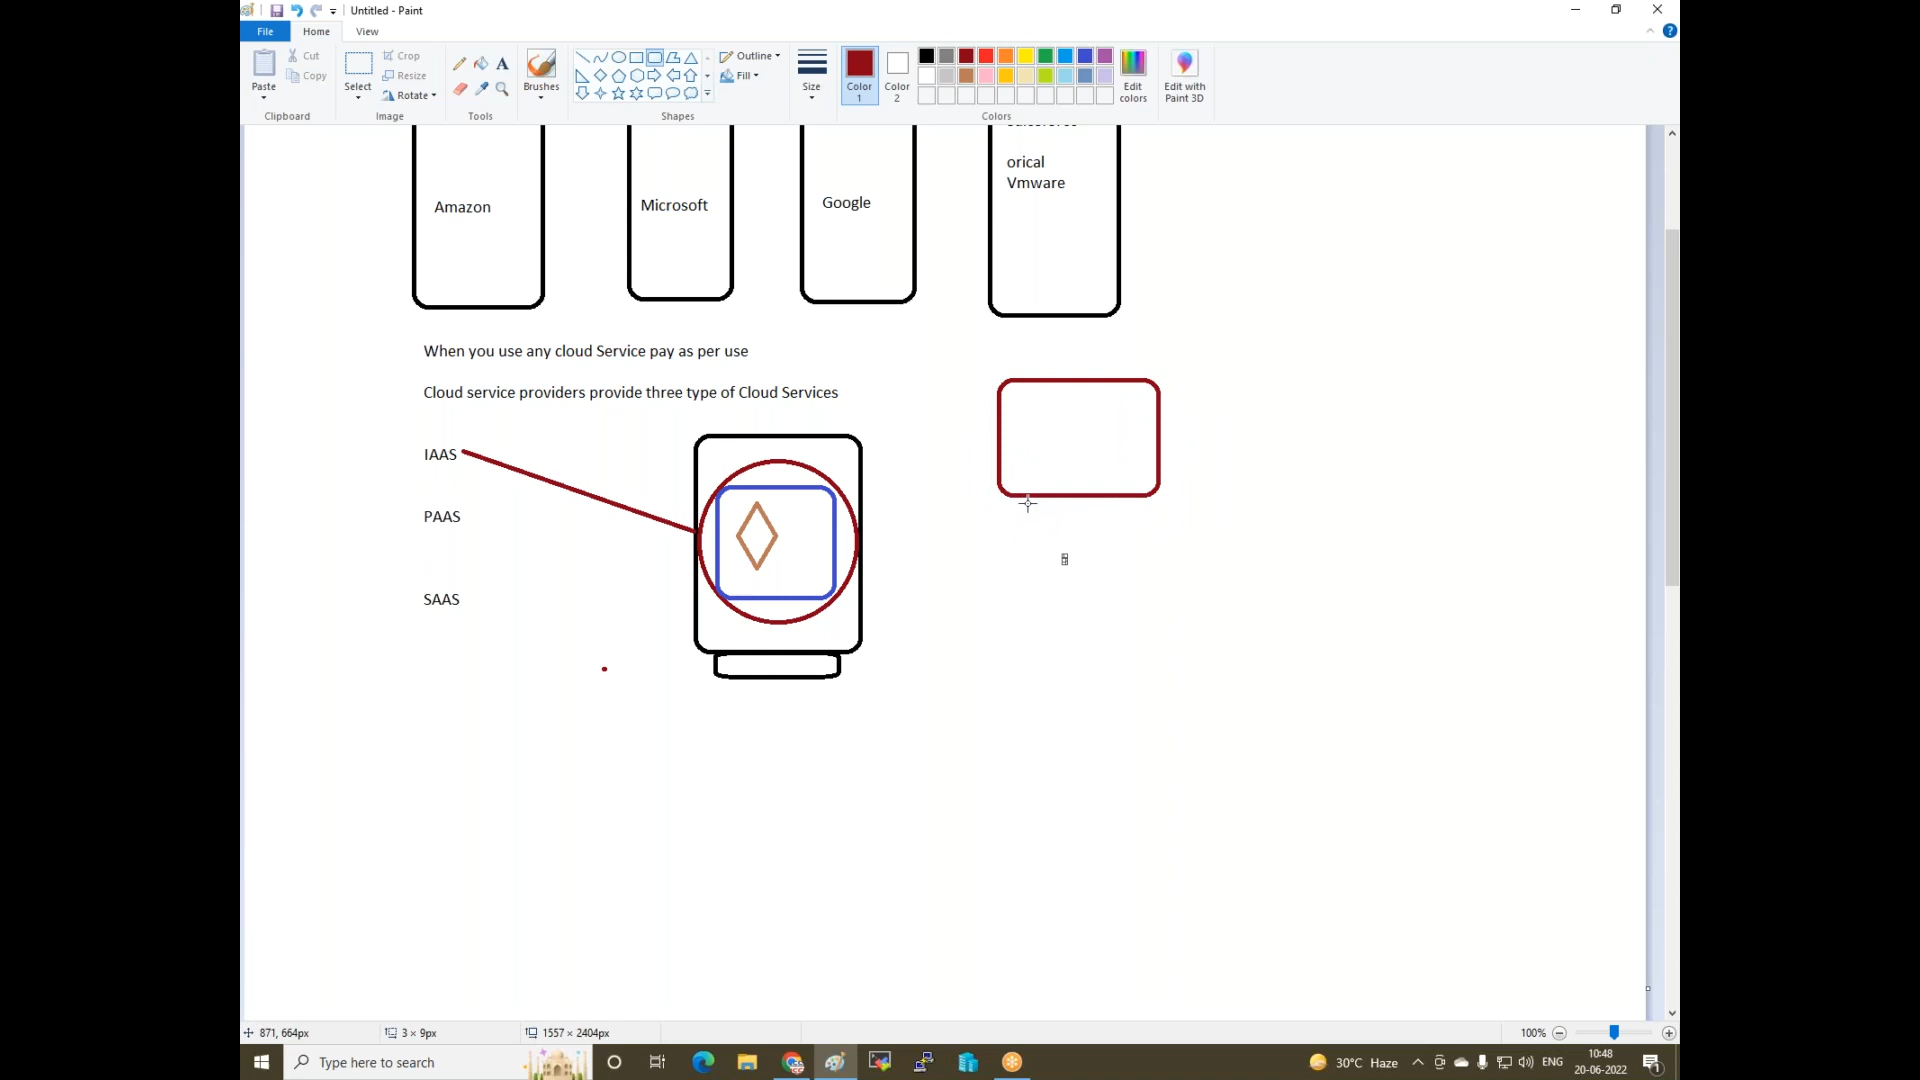 Untitled - Paint
File
Home
View
Paste
Cut
Copy
Clipboard
Select
Crop
Resize
Rotate
Image
Tools
Brushes
Shapes
Outline
Fill
Size
Color 1
Color 2
Edit colors
Colors
Edit with Paint 3D
orical
Vmware
Amazon
Microsoft
Google
When you use any cloud Service pay as per use
Cloud service providers provide three type of Cloud Services
IAAS
PAAS
SAAS
871, 664px
3 × 9px
1557 × 2404px
100%
Type here to search
30°C Haze
ENG
10:48
20-06-2022
1